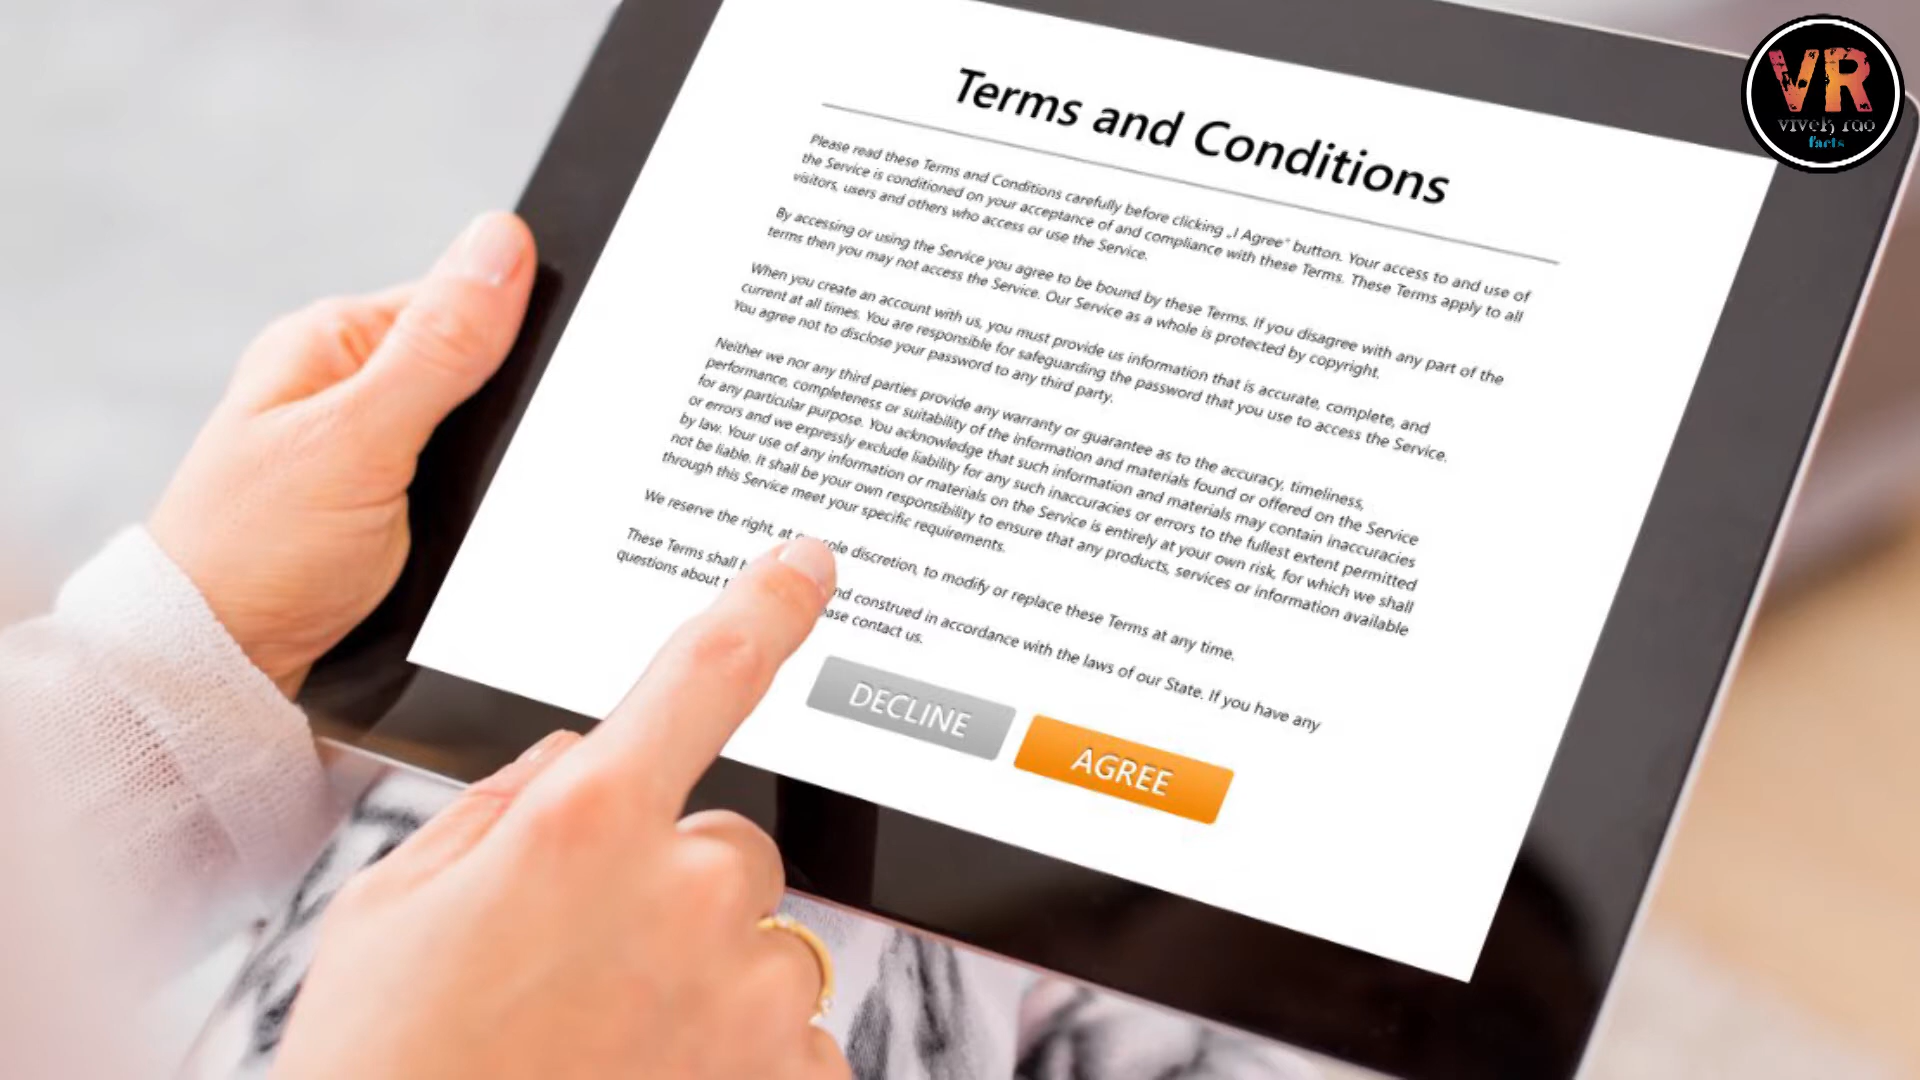 Terms and Conditions
Please read these Terms and Conditions carefully before clicking „I Agree" button. Your access to and use of
the Service is conditioned on your acceptance of and compliance with these Terms. These Terms apply to all
visitors, users and others who access or use the Service.
By accessing or using the Service you agree to be bound by these Terms. If you disagree with any part of the
terms then you may not access the Service. Our Service as a whole is protected by copyright.
When you create an account with us, you must provide us information that is accurate, complete, and
current at all times. You are responsible for safeguarding the password that you use to access the Service.
You agree not to disclose your password to any third party.
Neither we nor any third parties provide any warranty or guarantee as to the accuracy, timeliness,
performance, completeness or suitability of the information and materials found or offered on the Service
for any particular purpose. You acknowledge that such information and materials may contain inaccuracies
or errors and we expressly exclude liability for any such inaccuracies or errors to the fullest extent permitted
by law. Your use of any information or materials on the Service is entirely at your own risk, for which we shall
not be liable. It shall be your own responsibility to ensure that any products, services or information available
through this Service meet your specific requirements.
We reserve the right, at sole discretion, to modify or replace these Terms at any time.
These Terms shall construed in accordance with the laws of our State. If you have any
questions about contact us.
DECLINE
AGREE
VR
vivek rao
facts